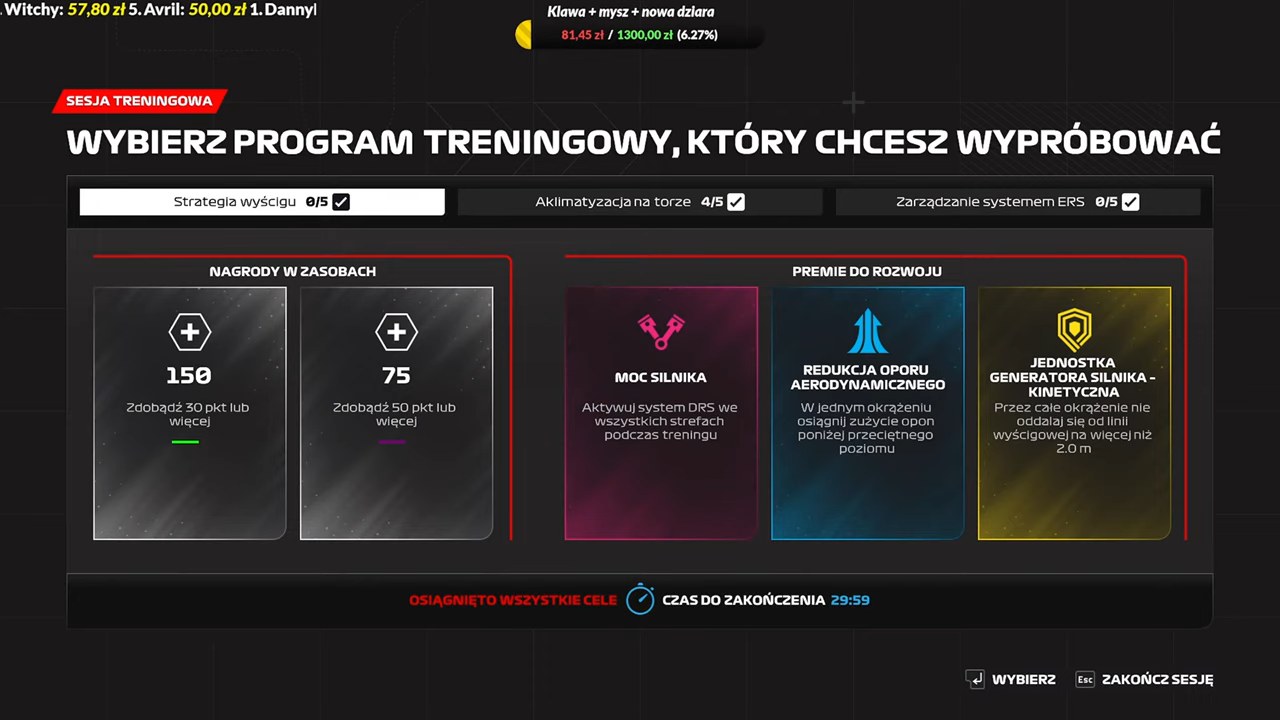 Witchy: 57,80 zł 5. Avril: 50,00 zł 1. Dannyl
Klawa + mysz + nowa dziara
81,45 zł / 1300,00 zł (6.27%)
SESJA TRENINGOWA
WYBIERZ PROGRAM TRENINGOWY, KTÓRY CHCESZ WYPRÓBOWAĆ
Strategia wyścigu 0/5
Aklimatyzacja na torze 4/5
Zarządzanie systemem ERS 0/5
NAGRODY W ZASOBACH
150
Zdobądź 30 pkt lub
więcej
75
Zdobądź 50 pkt lub
więcej
PREMIE DO ROZWOJU
MOC SILNIKA
Aktywuj system DRS we
wszystkich strefach
podczas treningu
REDUKCJA OPORU
AERODYNAMICZNEGO
W jednym okrążeniu
osiągnij zużycie opon
poniżej przeciętnego
poziomu
JEDNOSTKA
GENERATORA SILNIKA -
KINETYCZNA
Przez całe okrążenie nie
oddalaj się od linii
wyścigowej na więcej niż
2.0 m
OSIĄGNIĘTO WSZYSTKIE CELE
CZAS DO ZAKOŃCZENIA 29:59
WYBIERZ
Esc ZAKOŃCZ SESJĘ